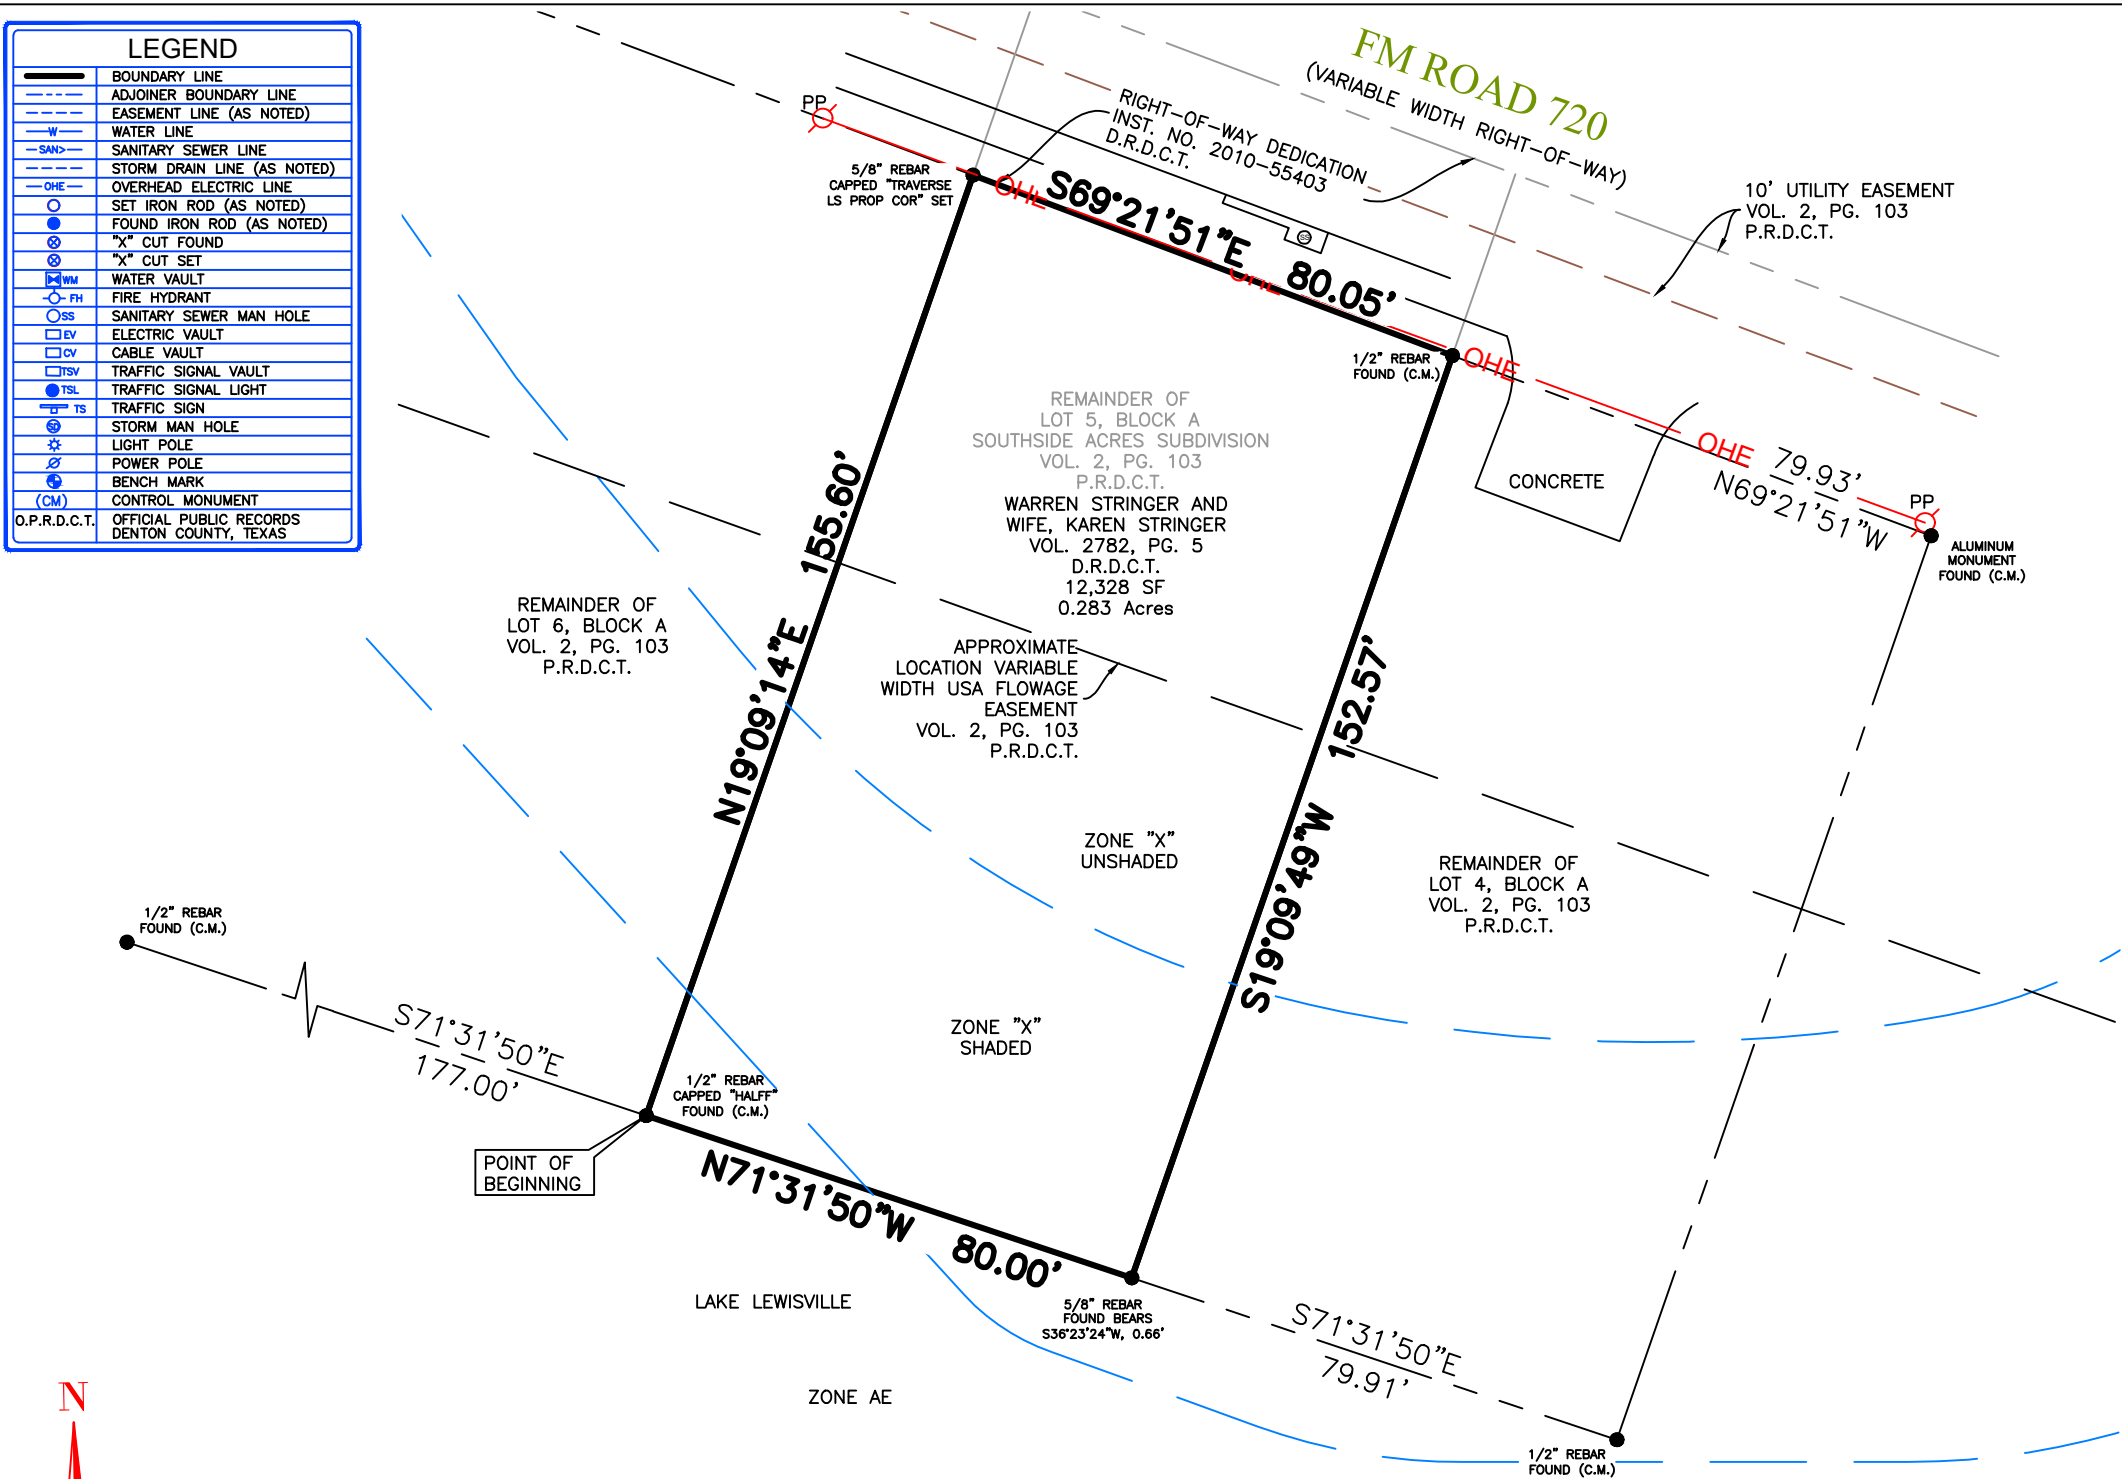 LEGEND
BOUNDARY LINE
ADJOINER BOUNDARY LINE
EASEMENT LINE (AS NOTED)
W WATER LINE
SAN> SANITARY SEWER LINE
STORM DRAIN LINE (AS NOTED)
OHE OVERHEAD ELECTRIC LINE
SET IRON ROD (AS NOTED)
FOUND IRON ROD (AS NOTED)
"X" CUT FOUND
"X" CUT SET
WM WATER VAULT
FH FIRE HYDRANT
SS SANITARY SEWER MAN HOLE
EV ELECTRIC VAULT
CV CABLE VAULT
TSV TRAFFIC SIGNAL VAULT
TSL TRAFFIC SIGNAL LIGHT
TS TRAFFIC SIGN
SD STORM MAN HOLE
LIGHT POLE
POWER POLE
BENCH MARK
(CM) CONTROL MONUMENT
O.P.R.D.C.T. OFFICIAL PUBLIC RECORDS
DENTON COUNTY, TEXAS
FM ROAD 720
(VARIABLE WIDTH RIGHT-OF-WAY)
RIGHT-OF-WAY DEDICATION
INST. NO. 2010-55403
D.R.D.C.T.
10' UTILITY EASEMENT
VOL. 2, PG. 103
P.R.D.C.T.
PP
5/8" REBAR
CAPPED "TRAVERSE
LS PROP COR" SET
OHE
S69°21'51"E 80.05'
SS
OHE
1/2" REBAR
FOUND (C.M.)
OHE
OHE
79.93'
N69°21'51"W
PP
ALUMINUM
MONUMENT
FOUND (C.M.)
CONCRETE
REMAINDER OF
LOT 5, BLOCK A
SOUTHSIDE ACRES SUBDIVISION
VOL. 2, PG. 103
P.R.D.C.T.
WARREN STRINGER AND
WIFE, KAREN STRINGER
VOL. 2782, PG. 5
D.R.D.C.T.
12,328 SF
0.283 Acres
N19°09'14"E 155.60'
REMAINDER OF
LOT 6, BLOCK A
VOL. 2, PG. 103
P.R.D.C.T.
APPROXIMATE
LOCATION VARIABLE
WIDTH USA FLOWAGE
EASEMENT
VOL. 2, PG. 103
P.R.D.C.T.
S19°09'49"W 152.57'
ZONE "X"
UNSHADED
REMAINDER OF
LOT 4, BLOCK A
VOL. 2, PG. 103
P.R.D.C.T.
1/2" REBAR
FOUND (C.M.)
S71°31'50"E
177.00'
ZONE "X"
SHADED
1/2" REBAR
CAPPED "HALFF"
FOUND (C.M.)
POINT OF
BEGINNING
N71°31'50"W 80.00'
LAKE LEWISVILLE
5/8" REBAR
FOUND BEARS
S36°23'24"W, 0.66'
S71°31'50"E
79.91'
ZONE AE
1/2" REBAR
FOUND (C.M.)
N